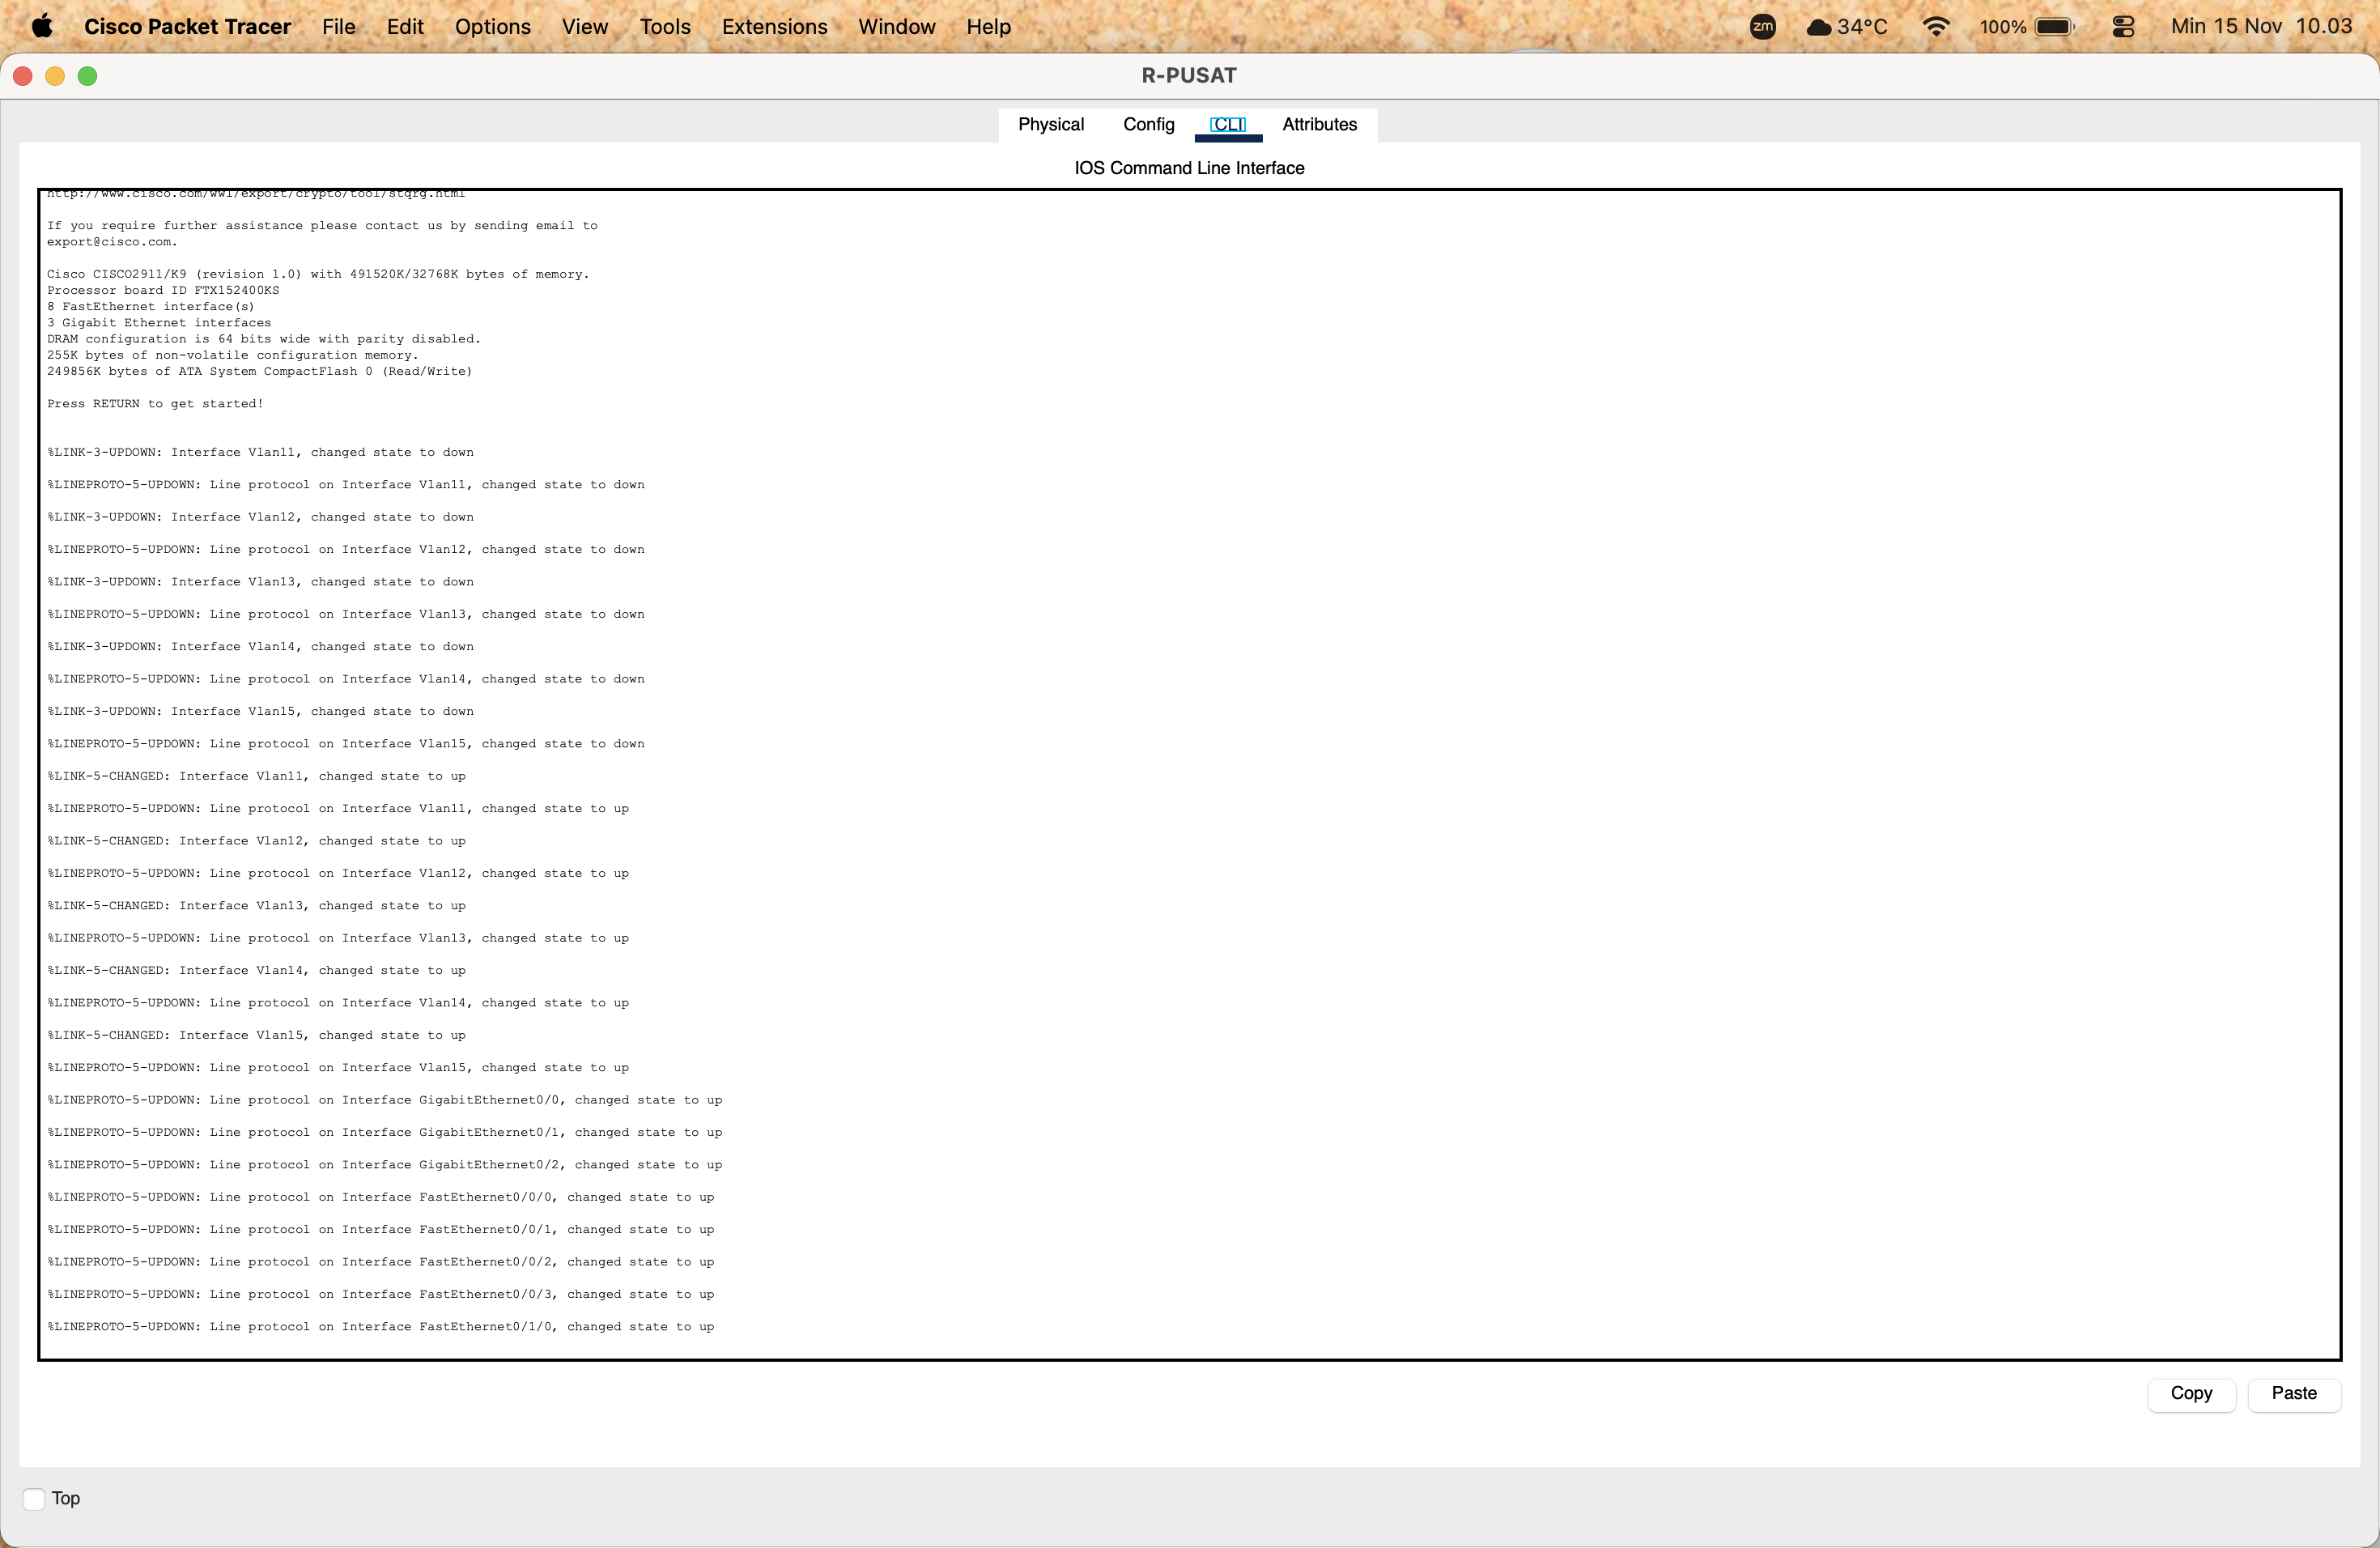 Cisco Packet Tracer File Edit Options View Tools Extensions Window Help zm 34°C 100% Min 15 Nov 10.03
R-PUSAT
Physical Config CLI Attributes
IOS Command Line Interface
http://www.cisco.com/wwl/export/crypto/tool/stqrg.html
If you require further assistance please contact us by sending email to
export@cisco.com.
Cisco CISCO2911/K9 (revision 1.0) with 491520K/32768K bytes of memory.
Processor board ID FTX152400KS
8 FastEthernet interface(s)
3 Gigabit Ethernet interfaces
DRAM configuration is 64 bits wide with parity disabled.
255K bytes of non-volatile configuration memory.
249856K bytes of ATA System CompactFlash 0 (Read/Write)
Press RETURN to get started!
%LINK-3-UPDOWN: Interface Vlan11, changed state to down
%LINEPROTO-5-UPDOWN: Line protocol on Interface Vlan11, changed state to down
%LINK-3-UPDOWN: Interface Vlan12, changed state to down
%LINEPROTO-5-UPDOWN: Line protocol on Interface Vlan12, changed state to down
%LINK-3-UPDOWN: Interface Vlan13, changed state to down
%LINEPROTO-5-UPDOWN: Line protocol on Interface Vlan13, changed state to down
%LINK-3-UPDOWN: Interface Vlan14, changed state to down
%LINEPROTO-5-UPDOWN: Line protocol on Interface Vlan14, changed state to down
%LINK-3-UPDOWN: Interface Vlan15, changed state to down
%LINEPROTO-5-UPDOWN: Line protocol on Interface Vlan15, changed state to down
%LINK-5-CHANGED: Interface Vlan11, changed state to up
%LINEPROTO-5-UPDOWN: Line protocol on Interface Vlan11, changed state to up
%LINK-5-CHANGED: Interface Vlan12, changed state to up
%LINEPROTO-5-UPDOWN: Line protocol on Interface Vlan12, changed state to up
%LINK-5-CHANGED: Interface Vlan13, changed state to up
%LINEPROTO-5-UPDOWN: Line protocol on Interface Vlan13, changed state to up
%LINK-5-CHANGED: Interface Vlan14, changed state to up
%LINEPROTO-5-UPDOWN: Line protocol on Interface Vlan14, changed state to up
%LINK-5-CHANGED: Interface Vlan15, changed state to up
%LINEPROTO-5-UPDOWN: Line protocol on Interface Vlan15, changed state to up
%LINEPROTO-5-UPDOWN: Line protocol on Interface GigabitEthernet0/0, changed state to up
%LINEPROTO-5-UPDOWN: Line protocol on Interface GigabitEthernet0/1, changed state to up
%LINEPROTO-5-UPDOWN: Line protocol on Interface GigabitEthernet0/2, changed state to up
%LINEPROTO-5-UPDOWN: Line protocol on Interface FastEthernet0/0/0, changed state to up
%LINEPROTO-5-UPDOWN: Line protocol on Interface FastEthernet0/0/1, changed state to up
%LINEPROTO-5-UPDOWN: Line protocol on Interface FastEthernet0/0/2, changed state to up
%LINEPROTO-5-UPDOWN: Line protocol on Interface FastEthernet0/0/3, changed state to up
%LINEPROTO-5-UPDOWN: Line protocol on Interface FastEthernet0/1/0, changed state to up
Copy Paste
Top